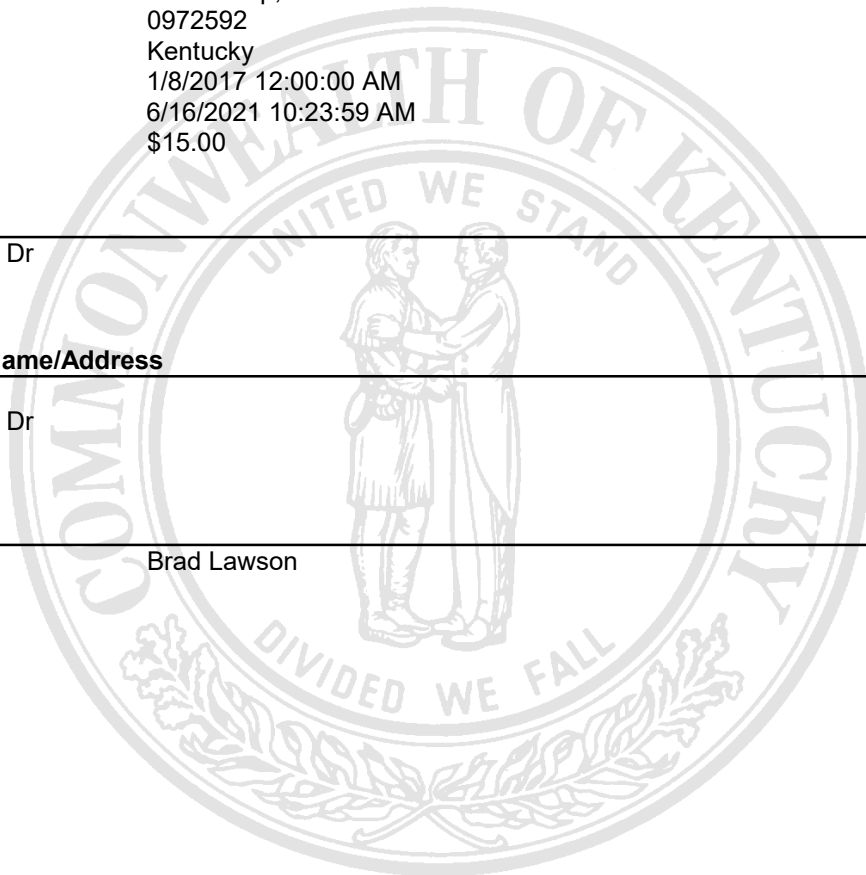 0972592
Kentucky
1/8/2017 12:00:00 AM
6/16/2021 10:23:59 AM
$15.00
Dr
ame/Address
Dr
Brad Lawson
COMMONWEALTH OF KENTUCKY
UNITED WE STAND
DIVIDED WE FALL